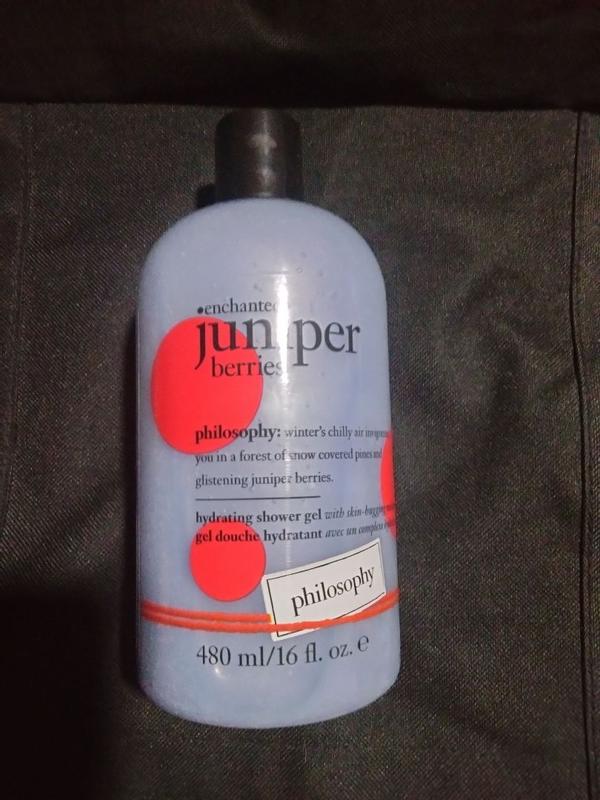 enchanted
juniper
berries
philosophy: winter's chilly air
you in a forest of snow covered pines and
glistening juniper berries.
hydrating shower gel with skin-hugging
gel douche hydratant avec un complexe
philosophy
480 ml/16 fl. oz. e